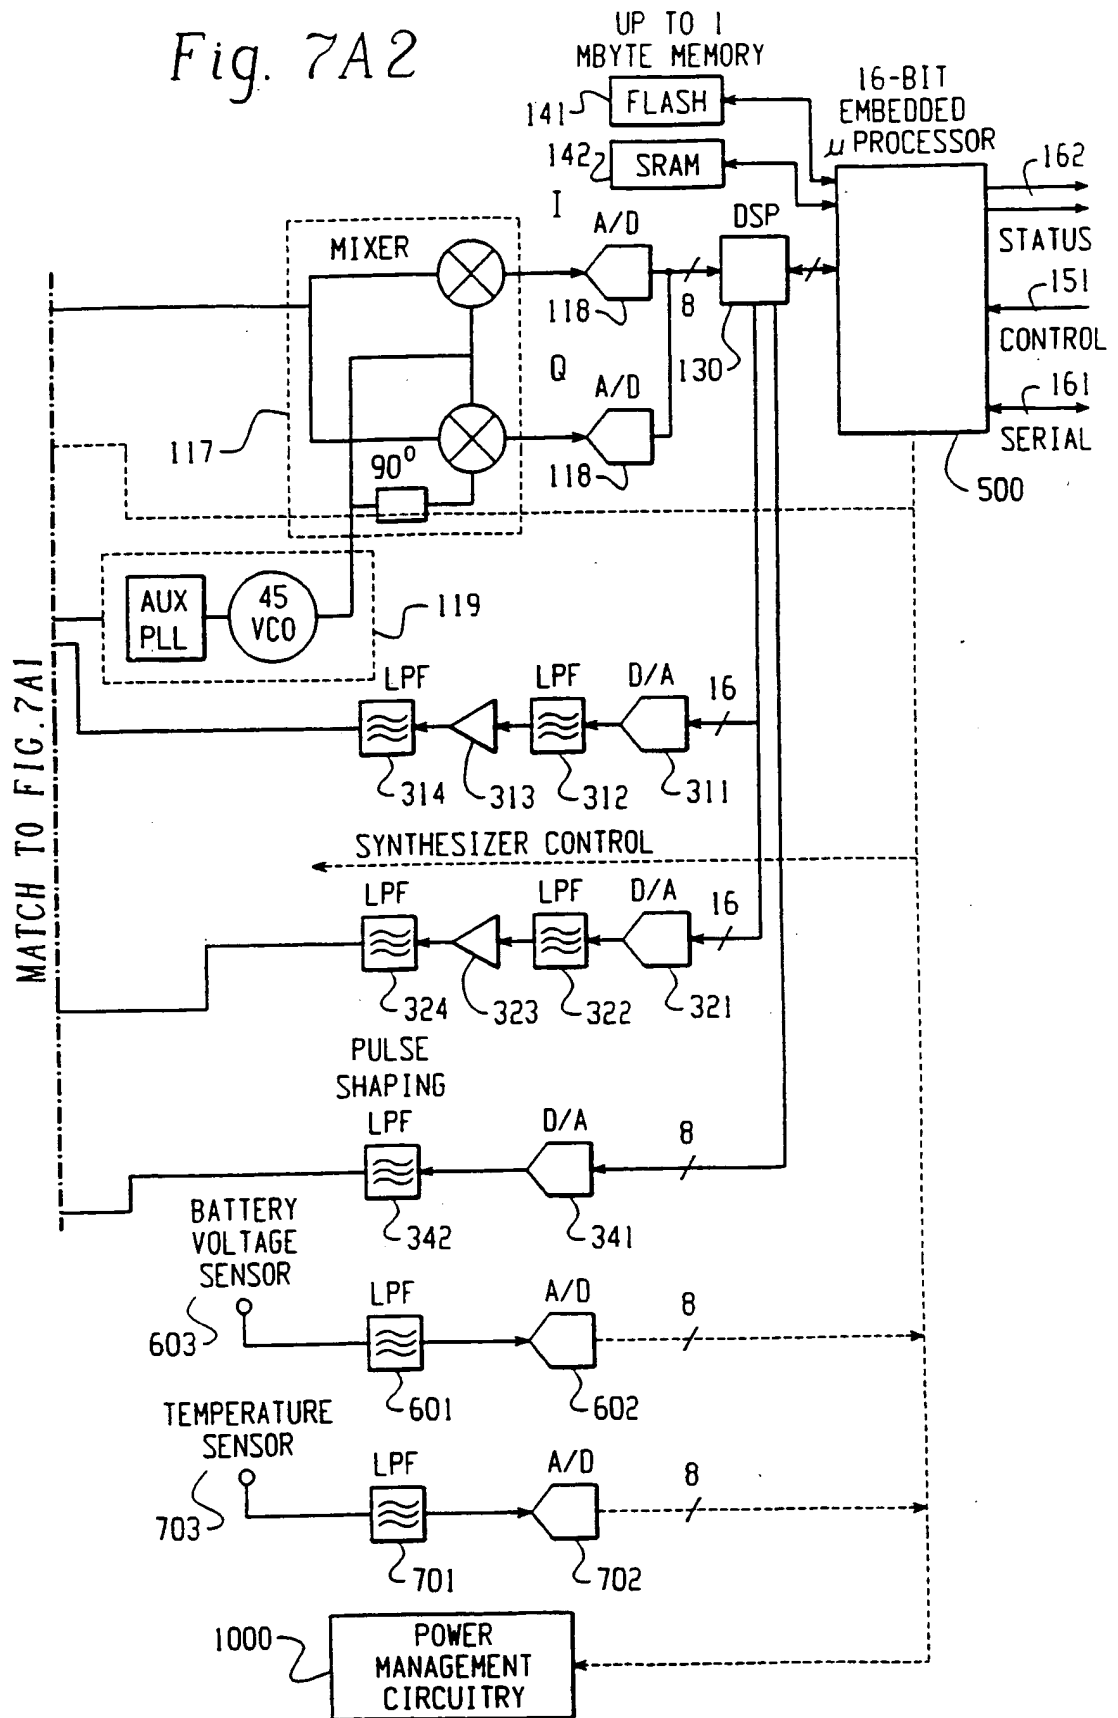 Fig. 7A2
UP TO 1
MBYTE MEMORY
141
FLASH
142
SRAM
16-BIT
EMBEDDED
μ PROCESSOR
162
STATUS
151
CONTROL
161
SERIAL
500
MIXER
I
A/D
118
8
DSP
130
Q
A/D
118
117
90°
AUX
PLL
45
VCO
119
MATCH TO FIG. 7A1
LPF
314
313
LPF
312
D/A
311
16
SYNTHESIZER CONTROL
LPF
324
323
LPF
322
D/A
321
16
PULSE
SHAPING
LPF
342
D/A
341
8
BATTERY
VOLTAGE
SENSOR
603
LPF
601
A/D
602
8
TEMPERATURE
SENSOR
703
LPF
701
A/D
702
8
1000
POWER
MANAGEMENT
CIRCUITRY